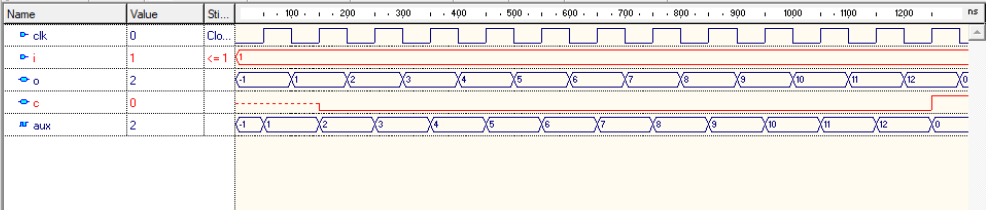 Name Value Sti... 100 200 300 400 500 600 700 800 900 1000 1100 1200 ns
clk 0 Clo...
i 1 <= 1 1
o 2 -1 1 2 3 4 5 6 7 8 9 10 11 12 0
c 0
aux 2 -1 1 2 3 4 5 6 7 8 9 10 11 12 0